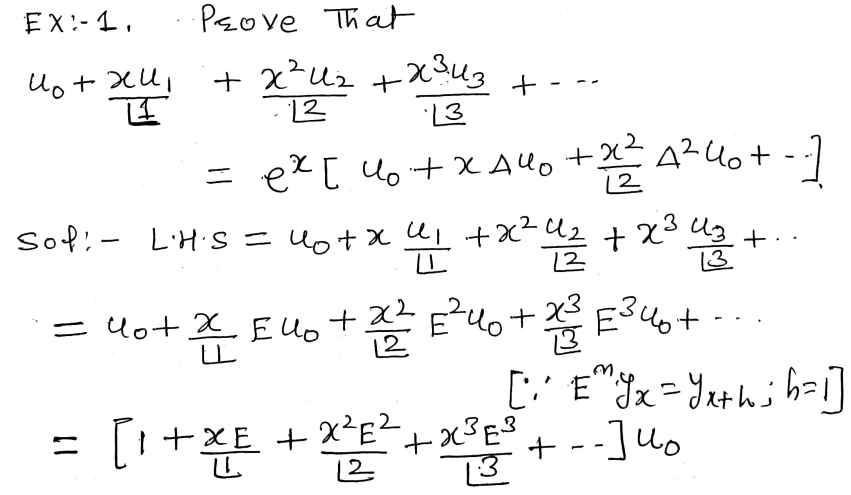 EX:-1. Prove That
u₀ + xu₁/⌊1 + x²u₂/⌊2 + x³u₃/⌊3 + ---
= eˣ[ u₀ + xΔu₀ + x²/⌊2 Δ²u₀ + --]
Sol:- L.H.S = u₀ + x u₁/⌊1 + x² u₂/⌊2 + x³ u₃/⌊3 + ..
= u₀ + x/⌊1 Eu₀ + x²/⌊2 E²u₀ + x³/⌊3 E³u₀ + ...
[∵ Eⁿyₓ = yₓ₊ₕ ; h=1]
= [1 + xE/⌊1 + x²E²/⌊2 + x³E³/⌊3 + --]u₀